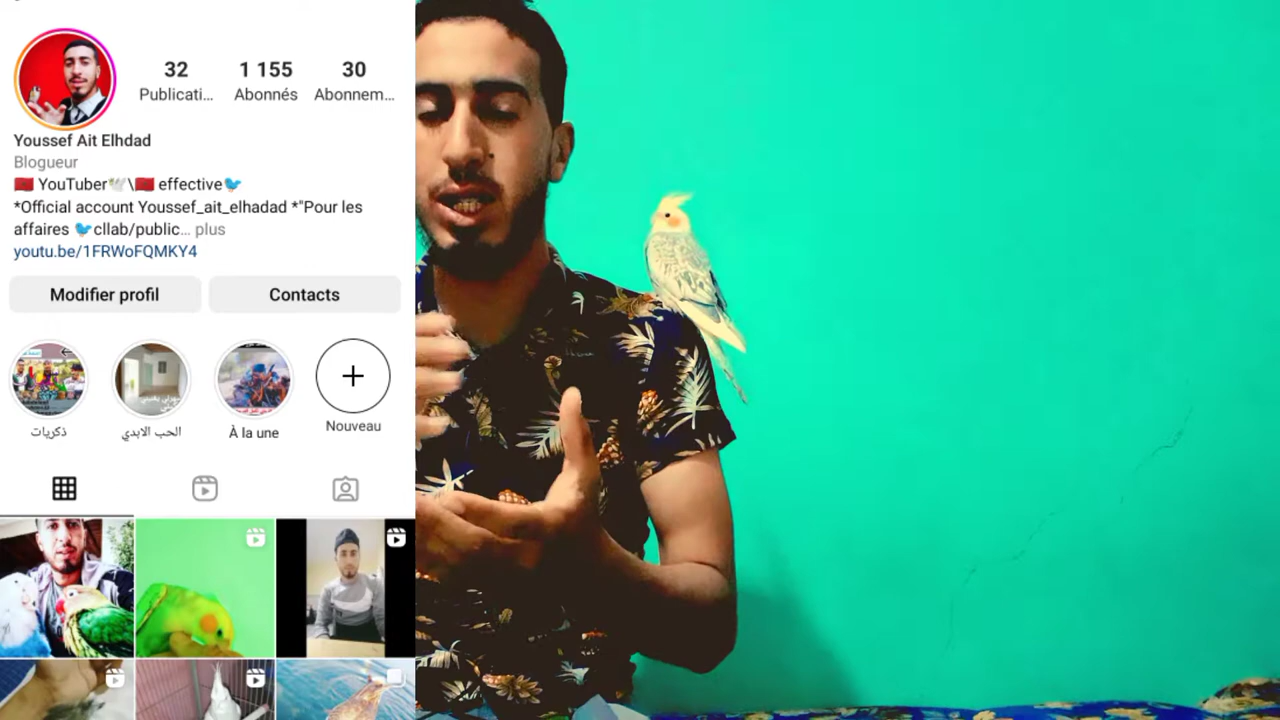 32
1 155
30
Publicati...
Abonnés
Abonnem...
Youssef Ait Elhdad
Blogueur
🇲🇦 YouTuber🕊️\🇲🇦 effective🐦
*Official account Youssef_ait_elhadad *"Pour les
affaires 🐦cllab/public... plus
youtu.be/1FRWoFQMKY4
Modifier profil
Contacts
ذكريات
الحب الابدي
À la une
Nouveau